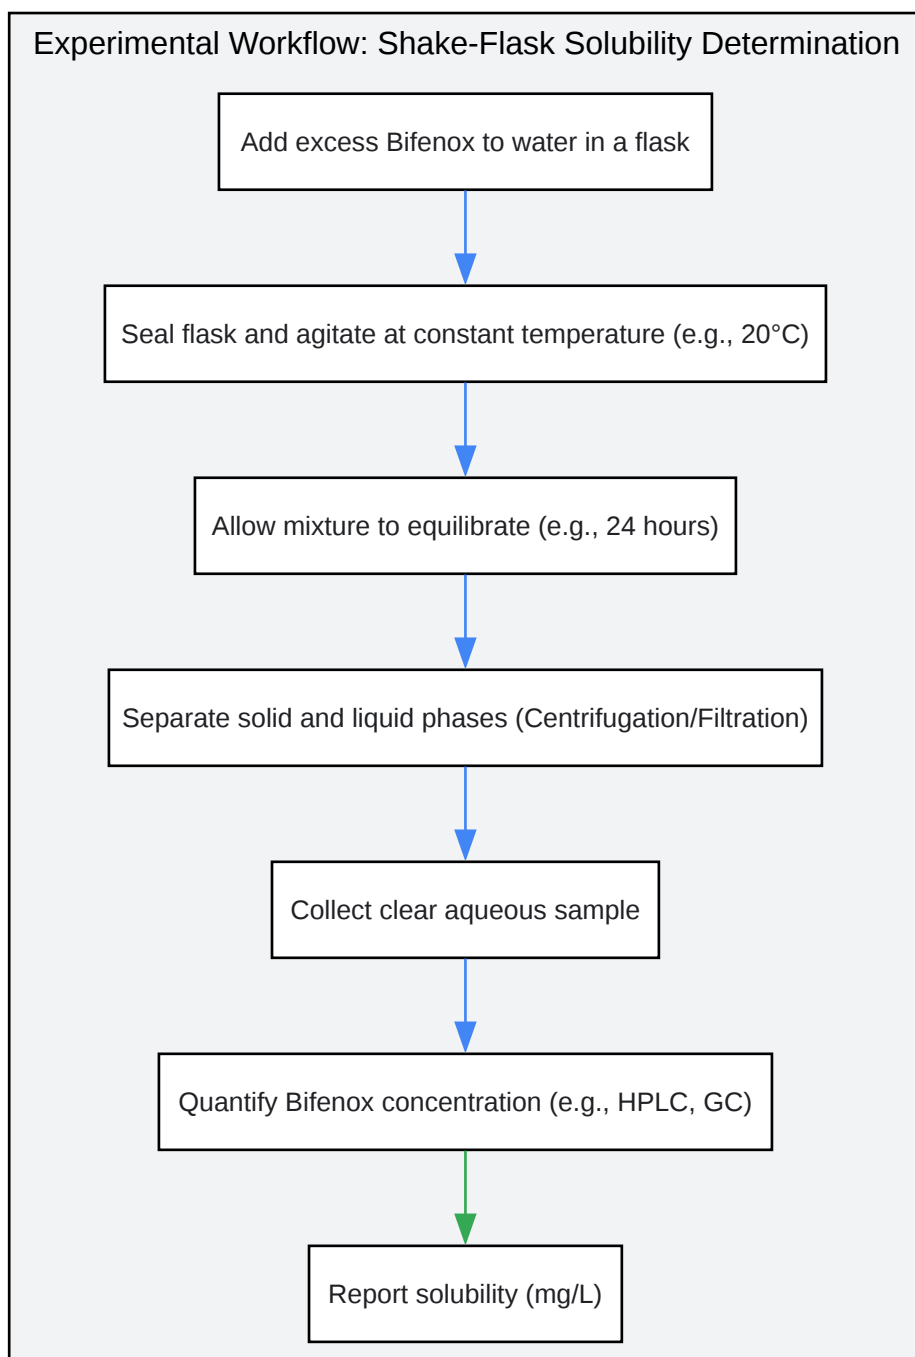 Experimental Workflow: Shake-Flask Solubility Determination
Add excess Bifenox to water in a flask
Seal flask and agitate at constant temperature (e.g., 20°C)
Allow mixture to equilibrate (e.g., 24 hours)
Separate solid and liquid phases (Centrifugation/Filtration)
Collect clear aqueous sample
Quantify Bifenox concentration (e.g., HPLC, GC)
Report solubility (mg/L)